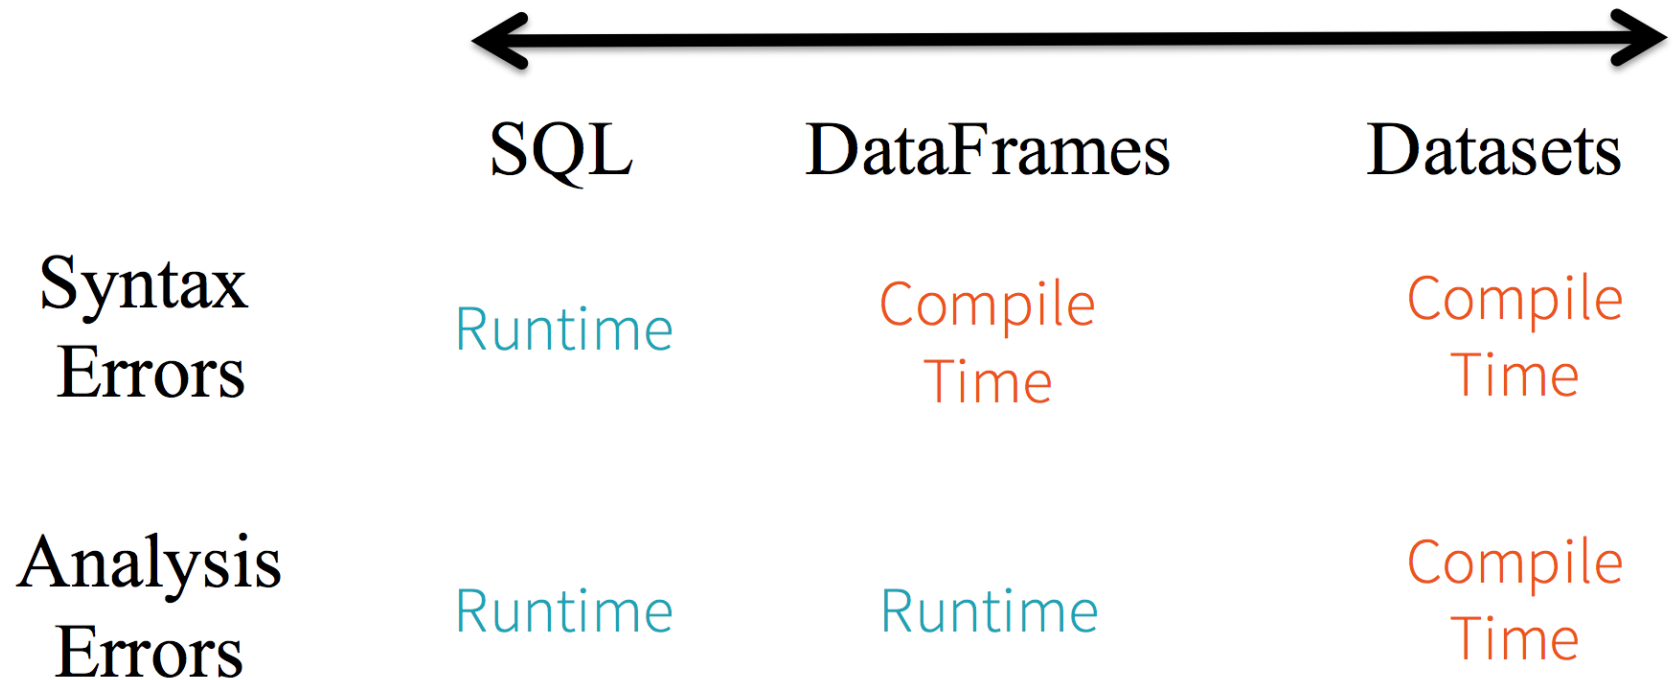 SQL DataFrames Datasets
Syntax
Errors
Runtime
Compile
Time
Compile
Time
Analysis
Errors
Runtime
Runtime
Compile
Time